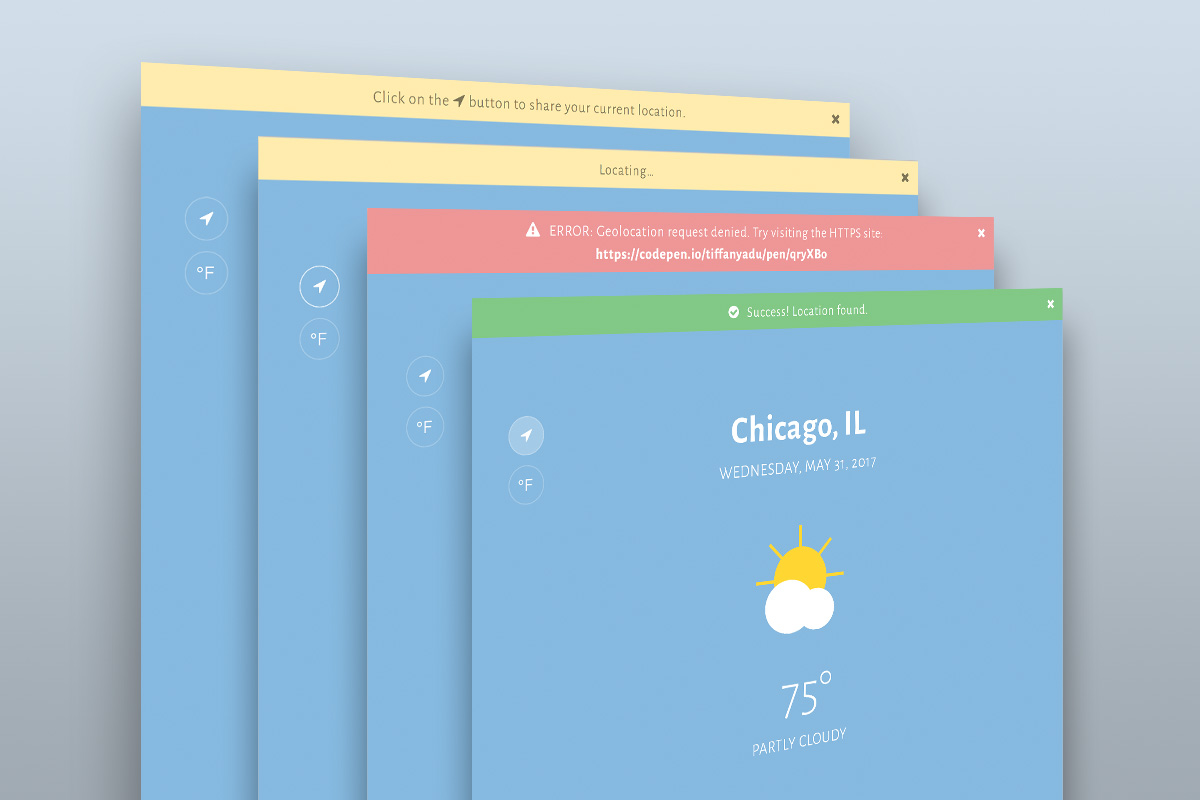 Click on the button to share your current location.
×
°F
Locating...
×
°F
ERROR: Geolocation request denied. Try visiting the HTTPS site:
https://codepen.io/tiffanyadu/pen/qryXBo
×
°F
Success! Location found.
×
°F
Chicago, IL
WEDNESDAY, MAY 31, 2017
75°
PARTLY CLOUDY